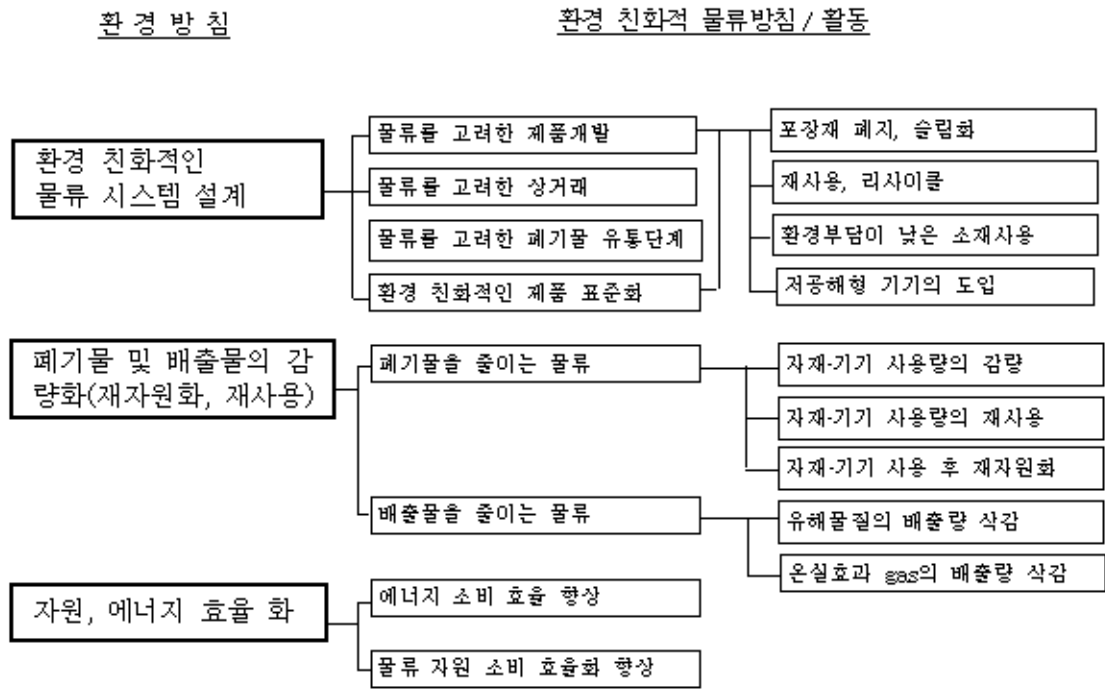 환 경 방 침
환경 친화적 물류방침 / 활동
환경 친화적인
물류 시스템 설계
물류를 고려한 제품개발
물류를 고려한 상거래
물류를 고려한 폐기물 유통단계
환경 친화적인 제품 표준화
포장재 폐지, 슬림화
재사용, 리사이클
환경부담이 낮은 소재사용
저공해형 기기의 도입
폐기물 및 배출물의 감
량화(재자원화, 재사용)
폐기물을 줄이는 물류
자재-기기 사용량의 감량
자재-기기 사용량의 재사용
자재-기기 사용 후 재자원화
배출물을 줄이는 물류
유해물질의 배출량 삭감
온실효과 gas의 배출량 삭감
자원, 에너지 효율 화
에너지 소비 효율 향상
물류 자원 소비 효율화 향상